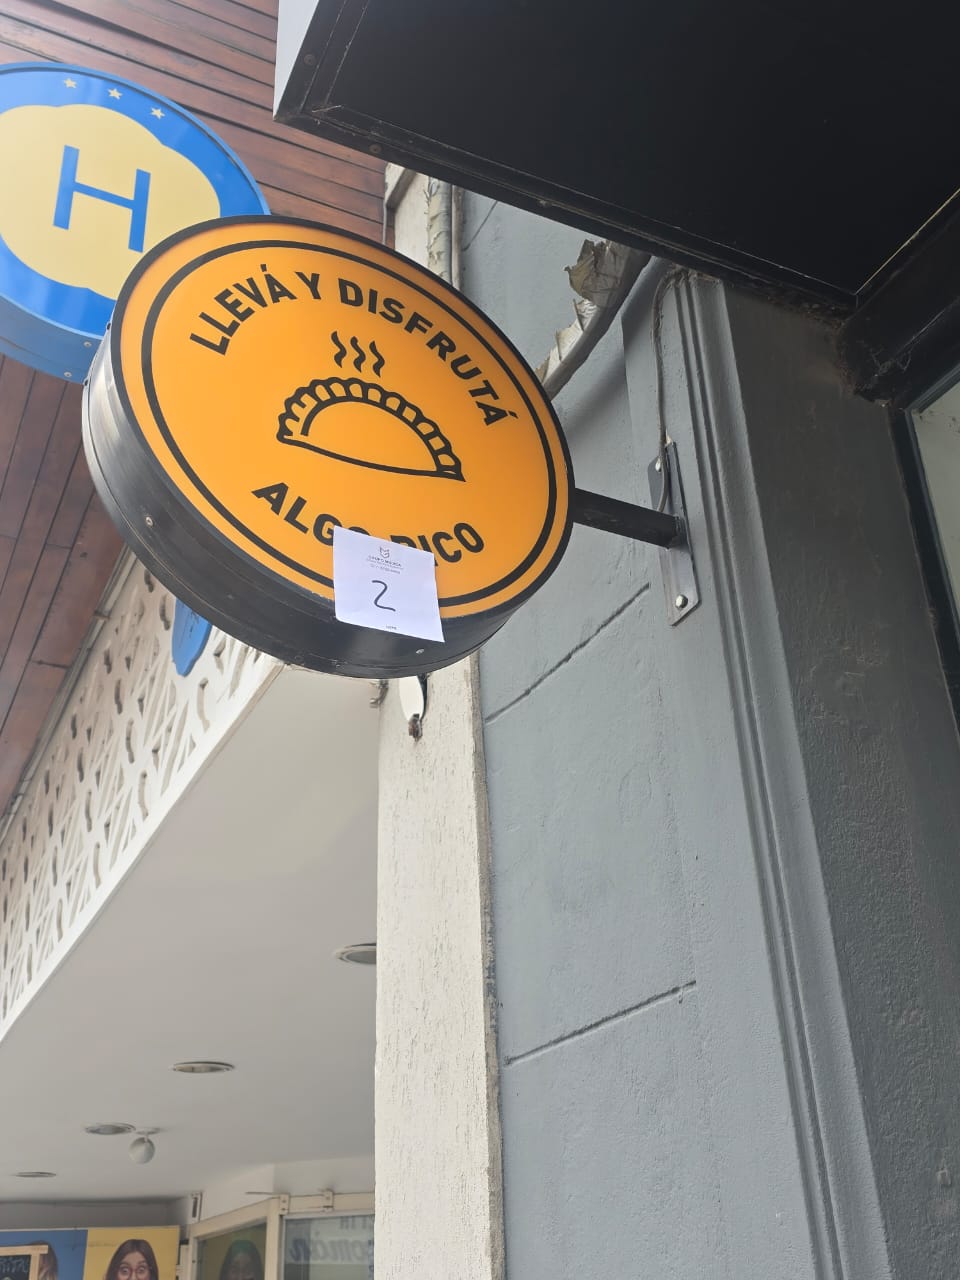 H
LLEVÁ Y DISFRUTÁ
ALGO RICO
2